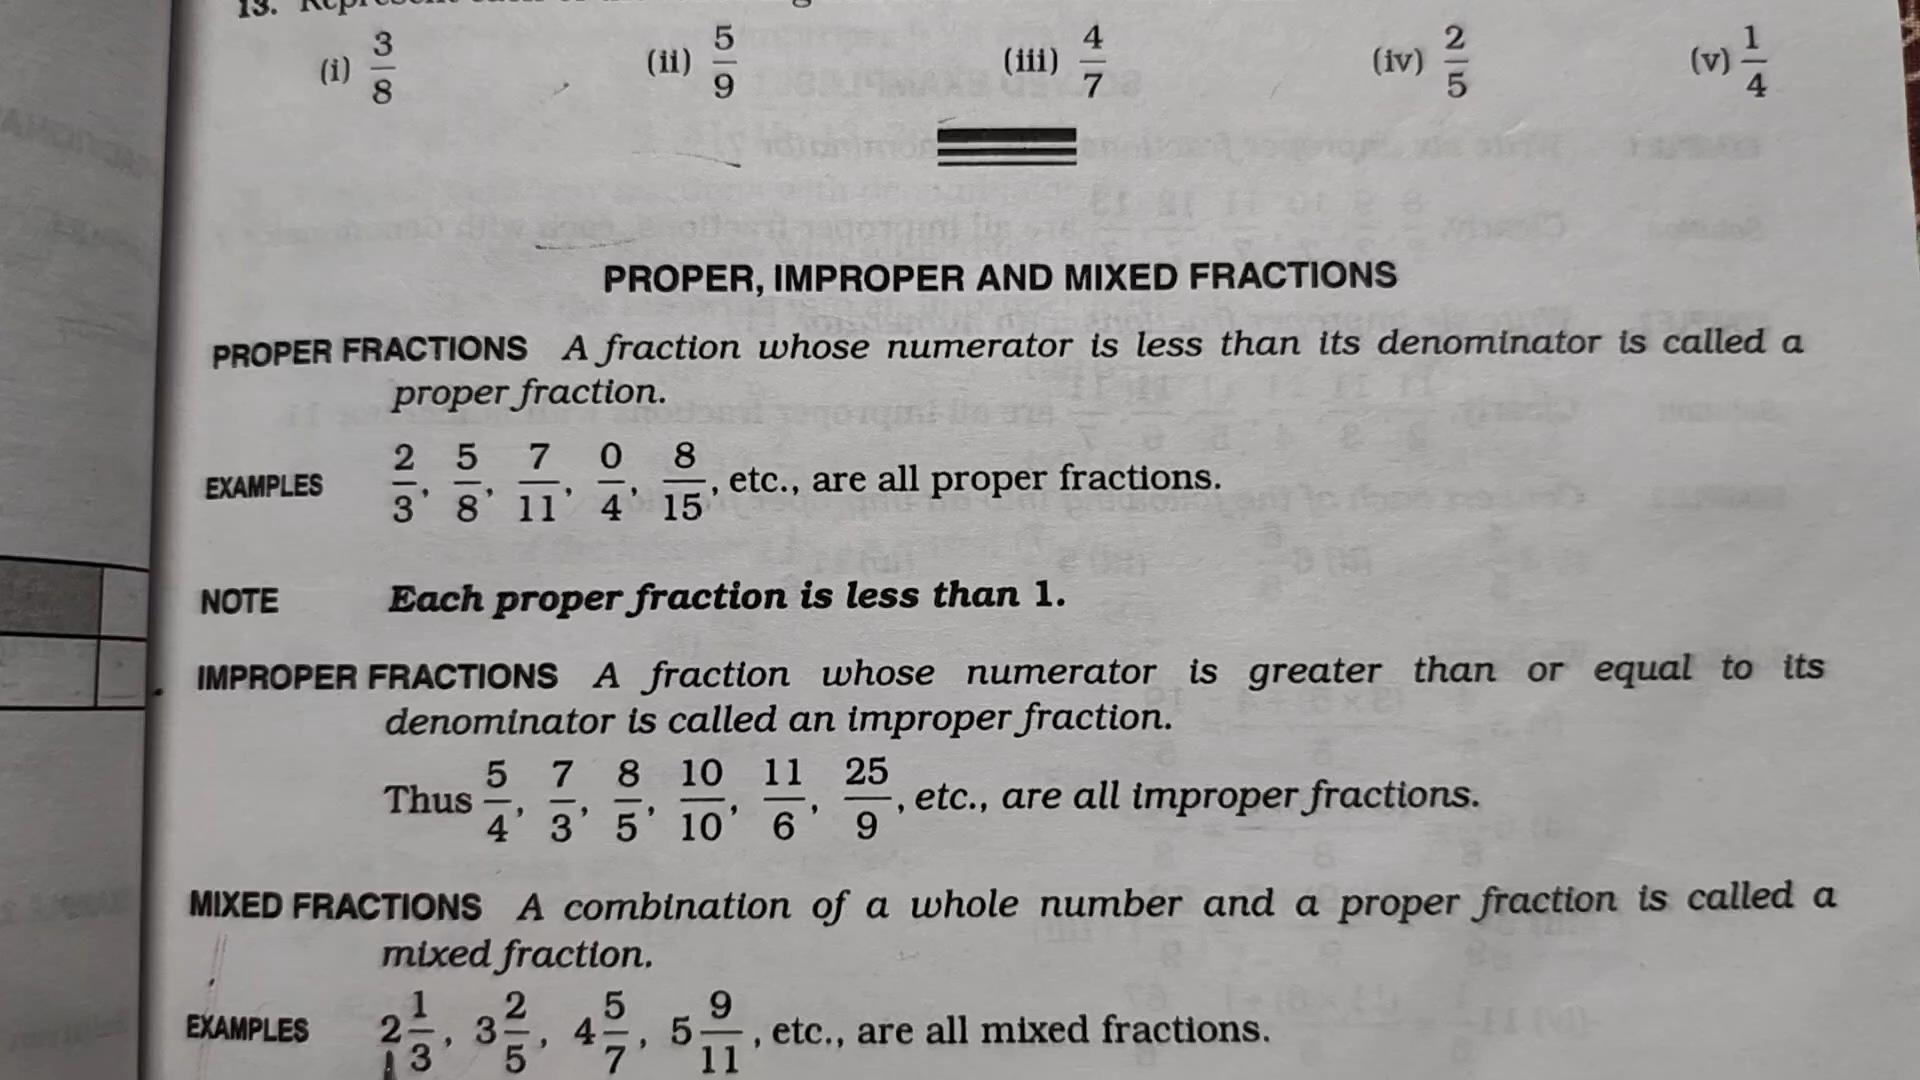 13. Represent
(i) 3/8 (ii) 5/9 (iii) 4/7 (iv) 2/5 (v) 1/4
PROPER, IMPROPER AND MIXED FRACTIONS
PROPER FRACTIONS A fraction whose numerator is less than its denominator is called a
proper fraction.
EXAMPLES 2/3, 5/8, 7/11, 0/4, 8/15, etc., are all proper fractions.
NOTE Each proper fraction is less than 1.
IMPROPER FRACTIONS A fraction whose numerator is greater than or equal to its
denominator is called an improper fraction.
Thus 5/4, 7/3, 8/5, 10/10, 11/6, 25/9, etc., are all improper fractions.
MIXED FRACTIONS A combination of a whole number and a proper fraction is called a
mixed fraction.
EXAMPLES 2 1/3, 3 2/5, 4 5/7, 5 9/11, etc., are all mixed fractions.